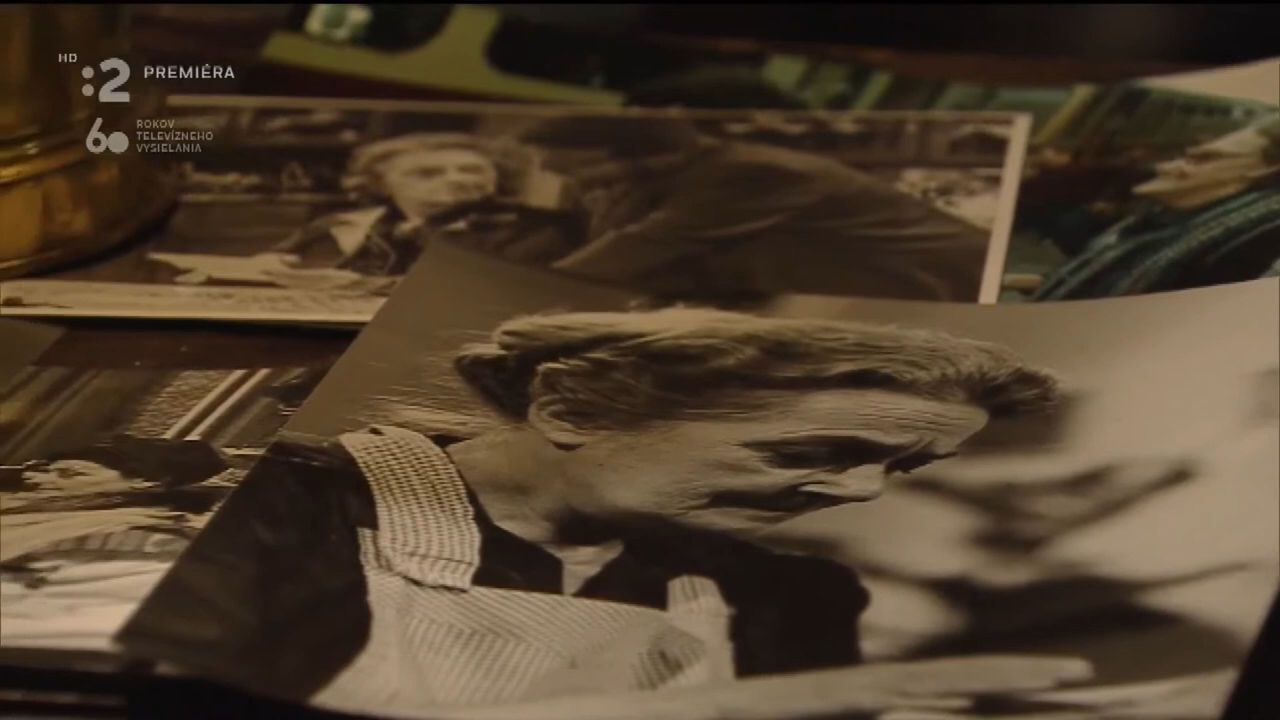 HD
:2 PREMIÉRA
60 ROKOV
TELEVÍZNEHO
VYSIELANIA